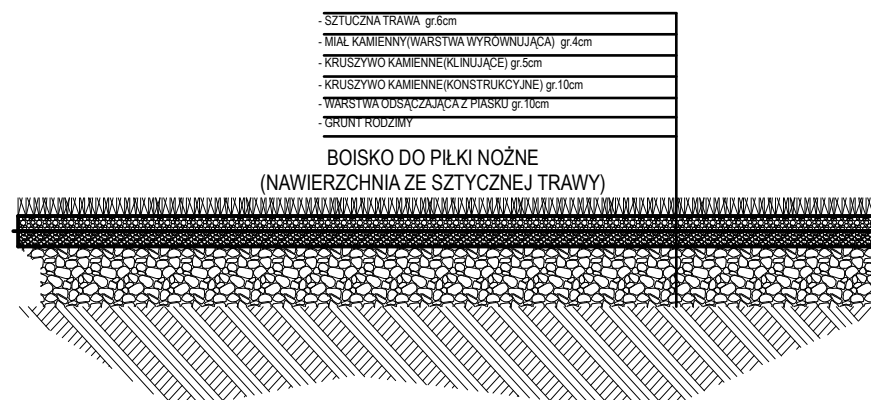 - SZTUCZNA TRAWA gr.6cm
- MIAŁ KAMIENNY(WARSTWA WYRÓWNUJĄCA) gr.4cm
- KRUSZYWO KAMIENNE(KLINUJĄCE) gr.5cm
- KRUSZYWO KAMIENNE(KONSTRUKCYJNE) gr.10cm
- WARSTWA ODSĄCZAJĄCA Z PIASKU gr.10cm
- GRUNT RODZIMY
BOISKO DO PIŁKI NOŻNE
(NAWIERZCHNIA ZE SZTYCZNEJ TRAWY)